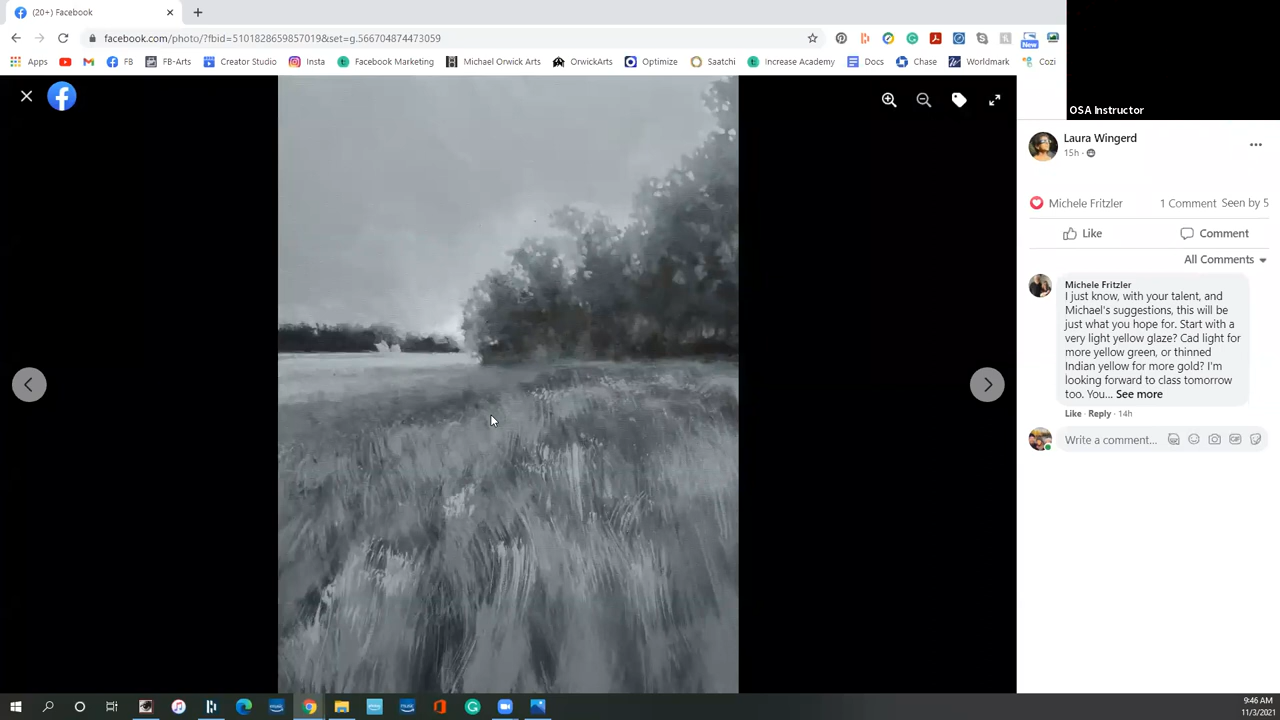 (20+) Facebook
facebook.com/photo/?fbid=5101828659857019&set=g.566704874473059
Apps FB FB-Arts Creator Studio Insta Facebook Marketing Michael Orwick Arts OrwickArts Optimize Saatchi Increase Academy Docs Chase Worldmark Cozi
New
OSA Instructor
Laura Wingerd
15h
Michele Fritzler 1 Comment Seen by 5
Like Comment
All Comments
Michele Fritzler
I just know, with your talent, and
Michael's suggestions, this will be
just what you hope for. Start with a
very light yellow glaze? Cad light for
more yellow green, or thinned
Indian yellow for more gold? I'm
looking forward to class tomorrow
too. You... See more
Like · Reply · 14h
Write a comment...
9:46 AM
11/3/2021